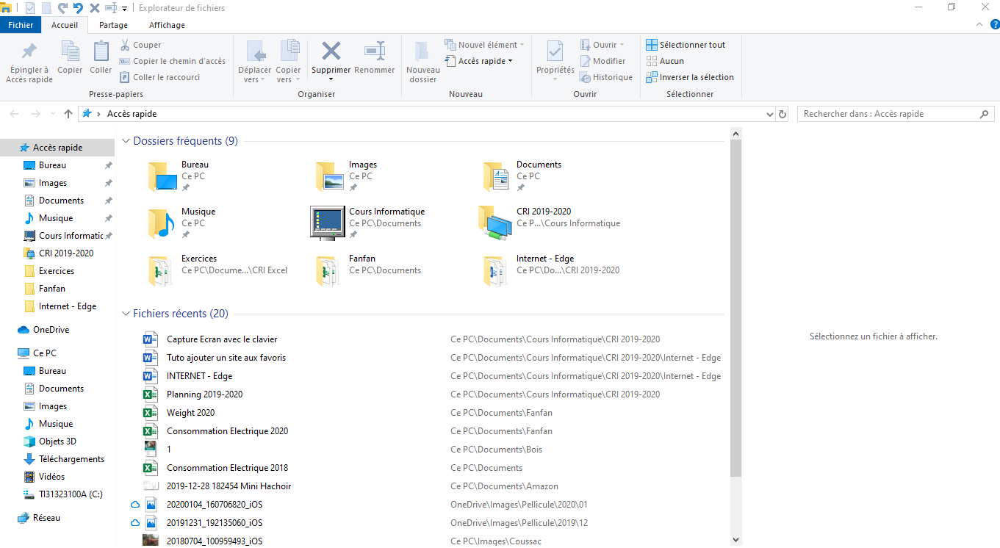 Explorateur de fichiers
Fichier
Accueil
Partage
Affichage
Épingler à
Accès rapide
Copier
Coller
Couper
Copier le chemin d'accès
Coller le raccourci
Presse-papiers
Déplacer
vers
Copier
vers
Supprimer
Renommer
Organiser
Nouveau
dossier
Nouvel élément
Accès rapide
Nouveau
Propriétés
Ouvrir
Modifier
Historique
Ouvrir
Sélectionner tout
Aucun
Inverser la sélection
Sélectionner
Accès rapide
Rechercher dans : Accès rapide
Accès rapide
Bureau
Images
Documents
Musique
Cours Informatic
CRI 2019-2020
Exercices
Fanfan
Internet - Edge
OneDrive
Ce PC
Bureau
Documents
Images
Musique
Objets 3D
Téléchargements
Vidéos
TI31323100A (C:)
Réseau
Dossiers fréquents (9)
Bureau
Ce PC
Images
Ce PC
Documents
Ce PC
Musique
Ce PC
Cours Informatique
Ce PC\Documents
CRI 2019-2020
Ce P...\Cours Informatique
Exercices
Ce PC\Docume...\CRI Excel
Fanfan
Ce PC\Documents
Internet - Edge
Ce PC\Do...\CRI 2019-2020
Fichiers récents (20)
Capture Ecran avec le clavier Ce PC\Documents\Cours Informatique\CRI 2019-2020
Tuto ajouter un site aux favoris Ce PC\Documents\Cours Informatique\CRI 2019-2020\Internet - Edge
INTERNET - Edge Ce PC\Documents\Cours Informatique\CRI 2019-2020\Internet - Edge
Planning 2019-2020 Ce PC\Documents\Cours Informatique\CRI 2019-2020
Weight 2020 Ce PC\Documents\Fanfan
Consommation Electrique 2020 Ce PC\Documents\Fanfan
1 Ce PC\Documents\Bois
Consommation Electrique 2018 Ce PC\Documents
2019-12-28 182454 Mini Hachoir Ce PC\Documents\Amazon
20200104_160706820_iOS OneDrive\Images\Pellicule\2020\01
20191231_192135060_iOS OneDrive\Images\Pellicule\2019\12
20180704_100959493_iOS Ce PC\Images\Coussac
Sélectionnez un fichier à afficher.